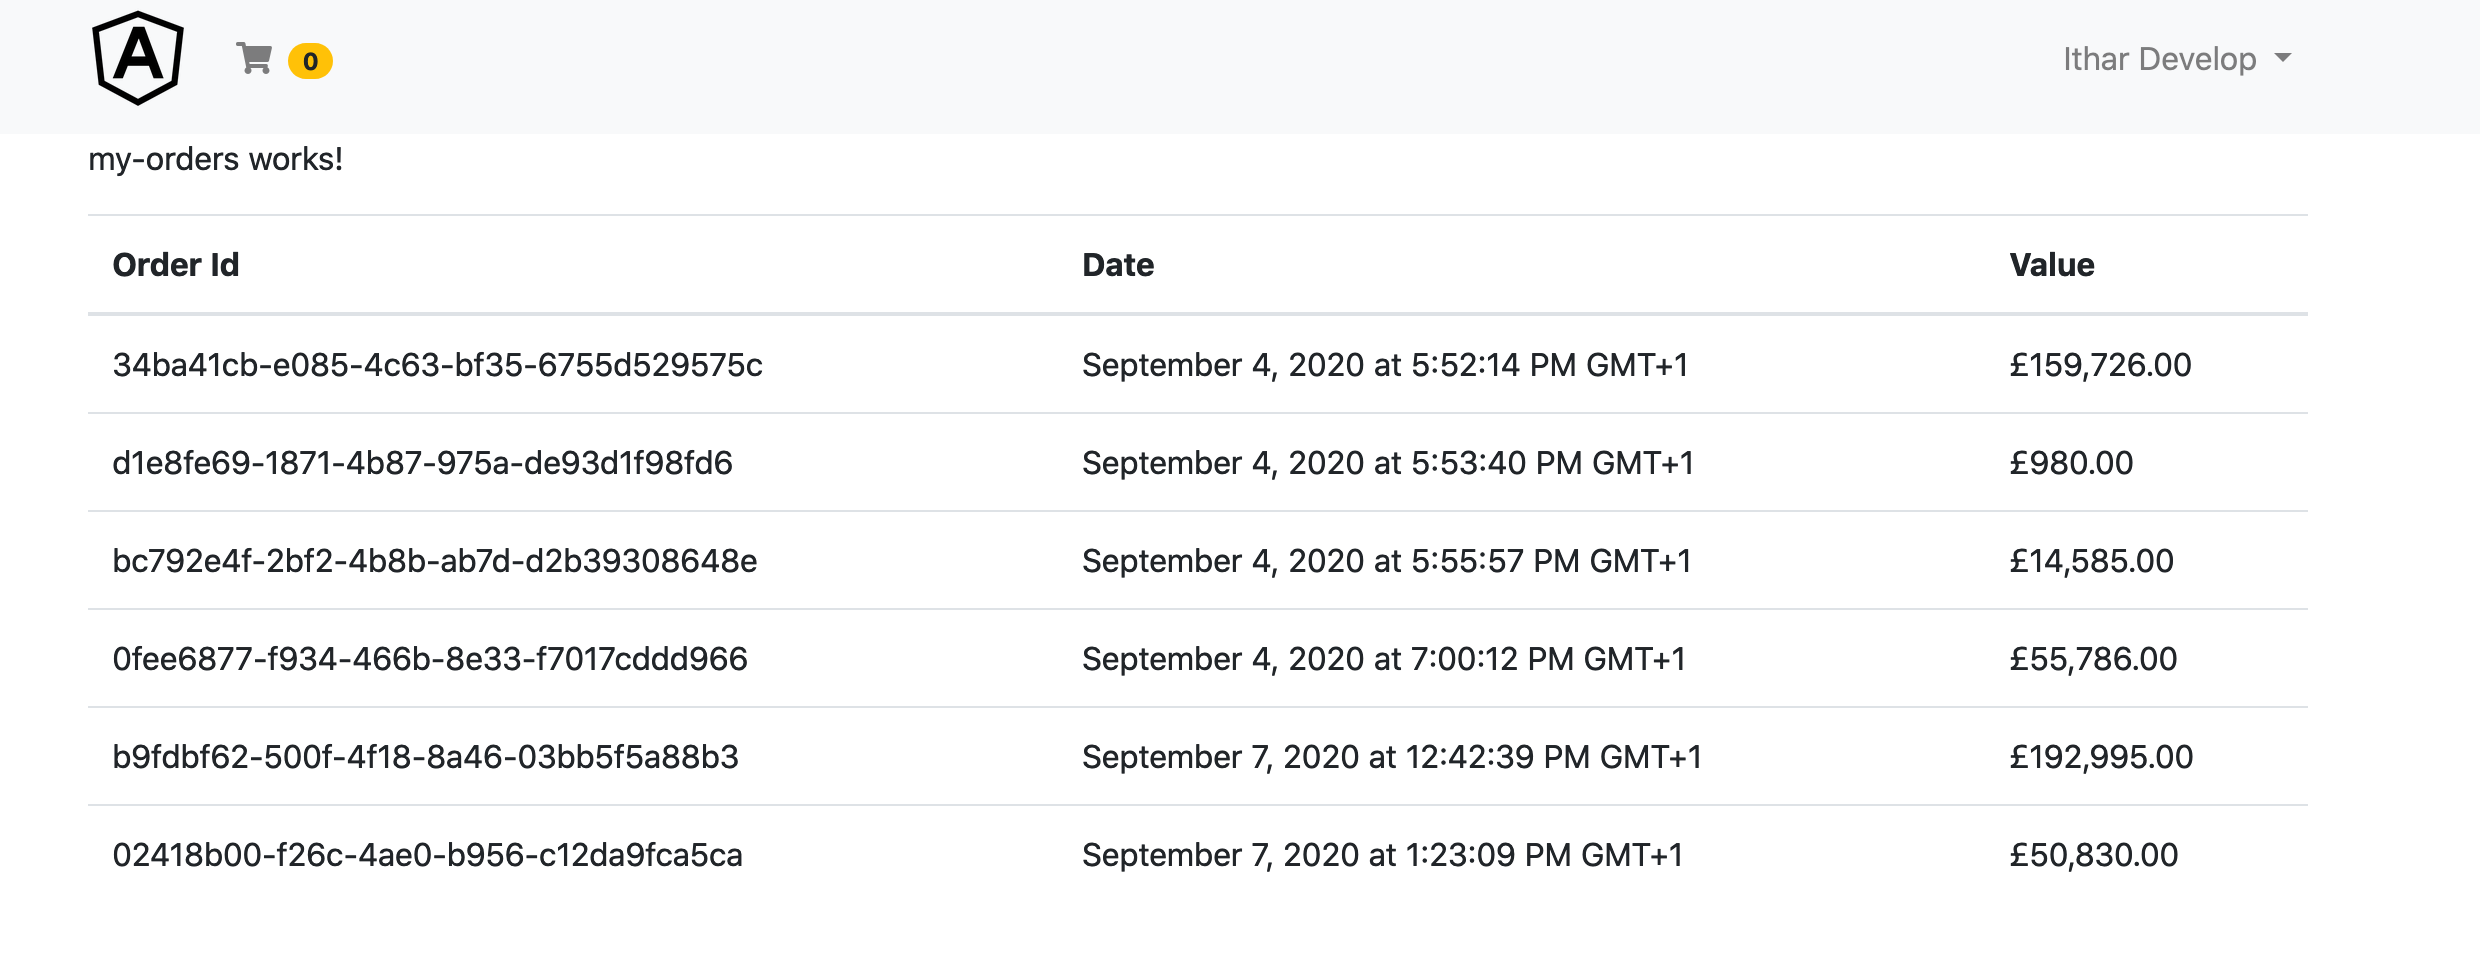 A 0 Ithar Develop
my-orders works!
Order Id Date Value
34ba41cb-e085-4c63-bf35-6755d529575c September 4, 2020 at 5:52:14 PM GMT+1 £159,726.00
d1e8fe69-1871-4b87-975a-de93d1f98fd6 September 4, 2020 at 5:53:40 PM GMT+1 £980.00
bc792e4f-2bf2-4b8b-ab7d-d2b39308648e September 4, 2020 at 5:55:57 PM GMT+1 £14,585.00
0fee6877-f934-466b-8e33-f7017cddd966 September 4, 2020 at 7:00:12 PM GMT+1 £55,786.00
b9fdbf62-500f-4f18-8a46-03bb5f5a88b3 September 7, 2020 at 12:42:39 PM GMT+1 £192,995.00
02418b00-f26c-4ae0-b956-c12da9fca5ca September 7, 2020 at 1:23:09 PM GMT+1 £50,830.00